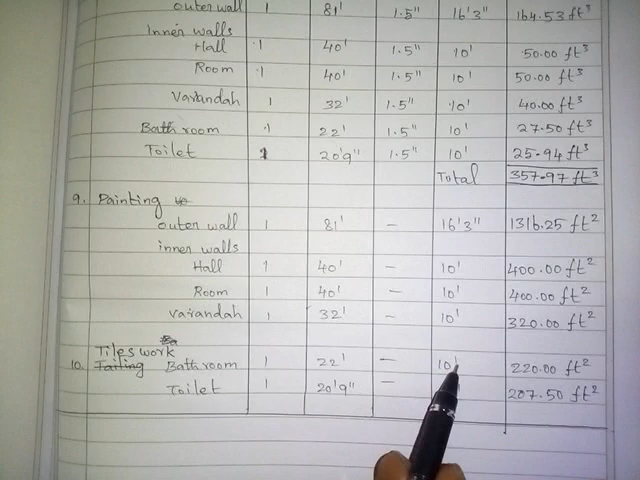 outer wall 1 81' 1.5" 16'3" 164.53 ft³
inner walls
Hall 1 40' 1.5" 10' 50.00 ft³
Room 1 40' 1.5" 10' 50.00 ft³
Varandah 1 32' 1.5" 10' 40.00 ft³
Bath room 1 22' 1.5" 10' 27.50 ft³
Toilet 1 20'9" 1.5" 10' 25.94 ft³
Total 357.97 ft³
9. Painting
outer wall 1 81' — 16'3" 1316.25 ft²
inner walls
Hall 1 40' — 10' 400.00 ft²
Room 1 40' — 10' 400.00 ft²
Varandah 1 32' — 10' 320.00 ft²
Tiles work
10. Tailing Bath room 1 22' — 10' 220.00 ft²
Toilet 1 20'9" — 207.50 ft²